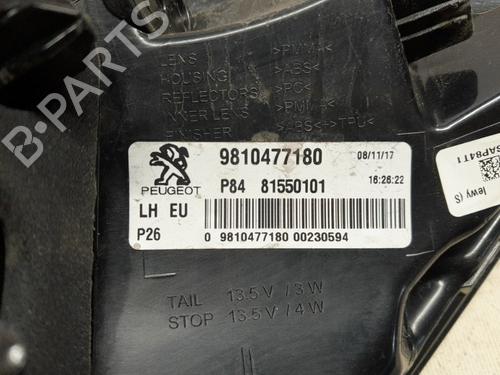 LENS >PMMA<
HOUSING >ABS<
REFLECTORS >PC<
INNER LENS >PMMA<
FINISHER
PEUGEOT
9810477180 08/11/17
P84 81550101 16:26:22
LH EU
P26 0 9810477180 00230594
TAIL 13.5 V / 3 W
STOP 13.5 V / 4 W
lewy (S
B-PARTS